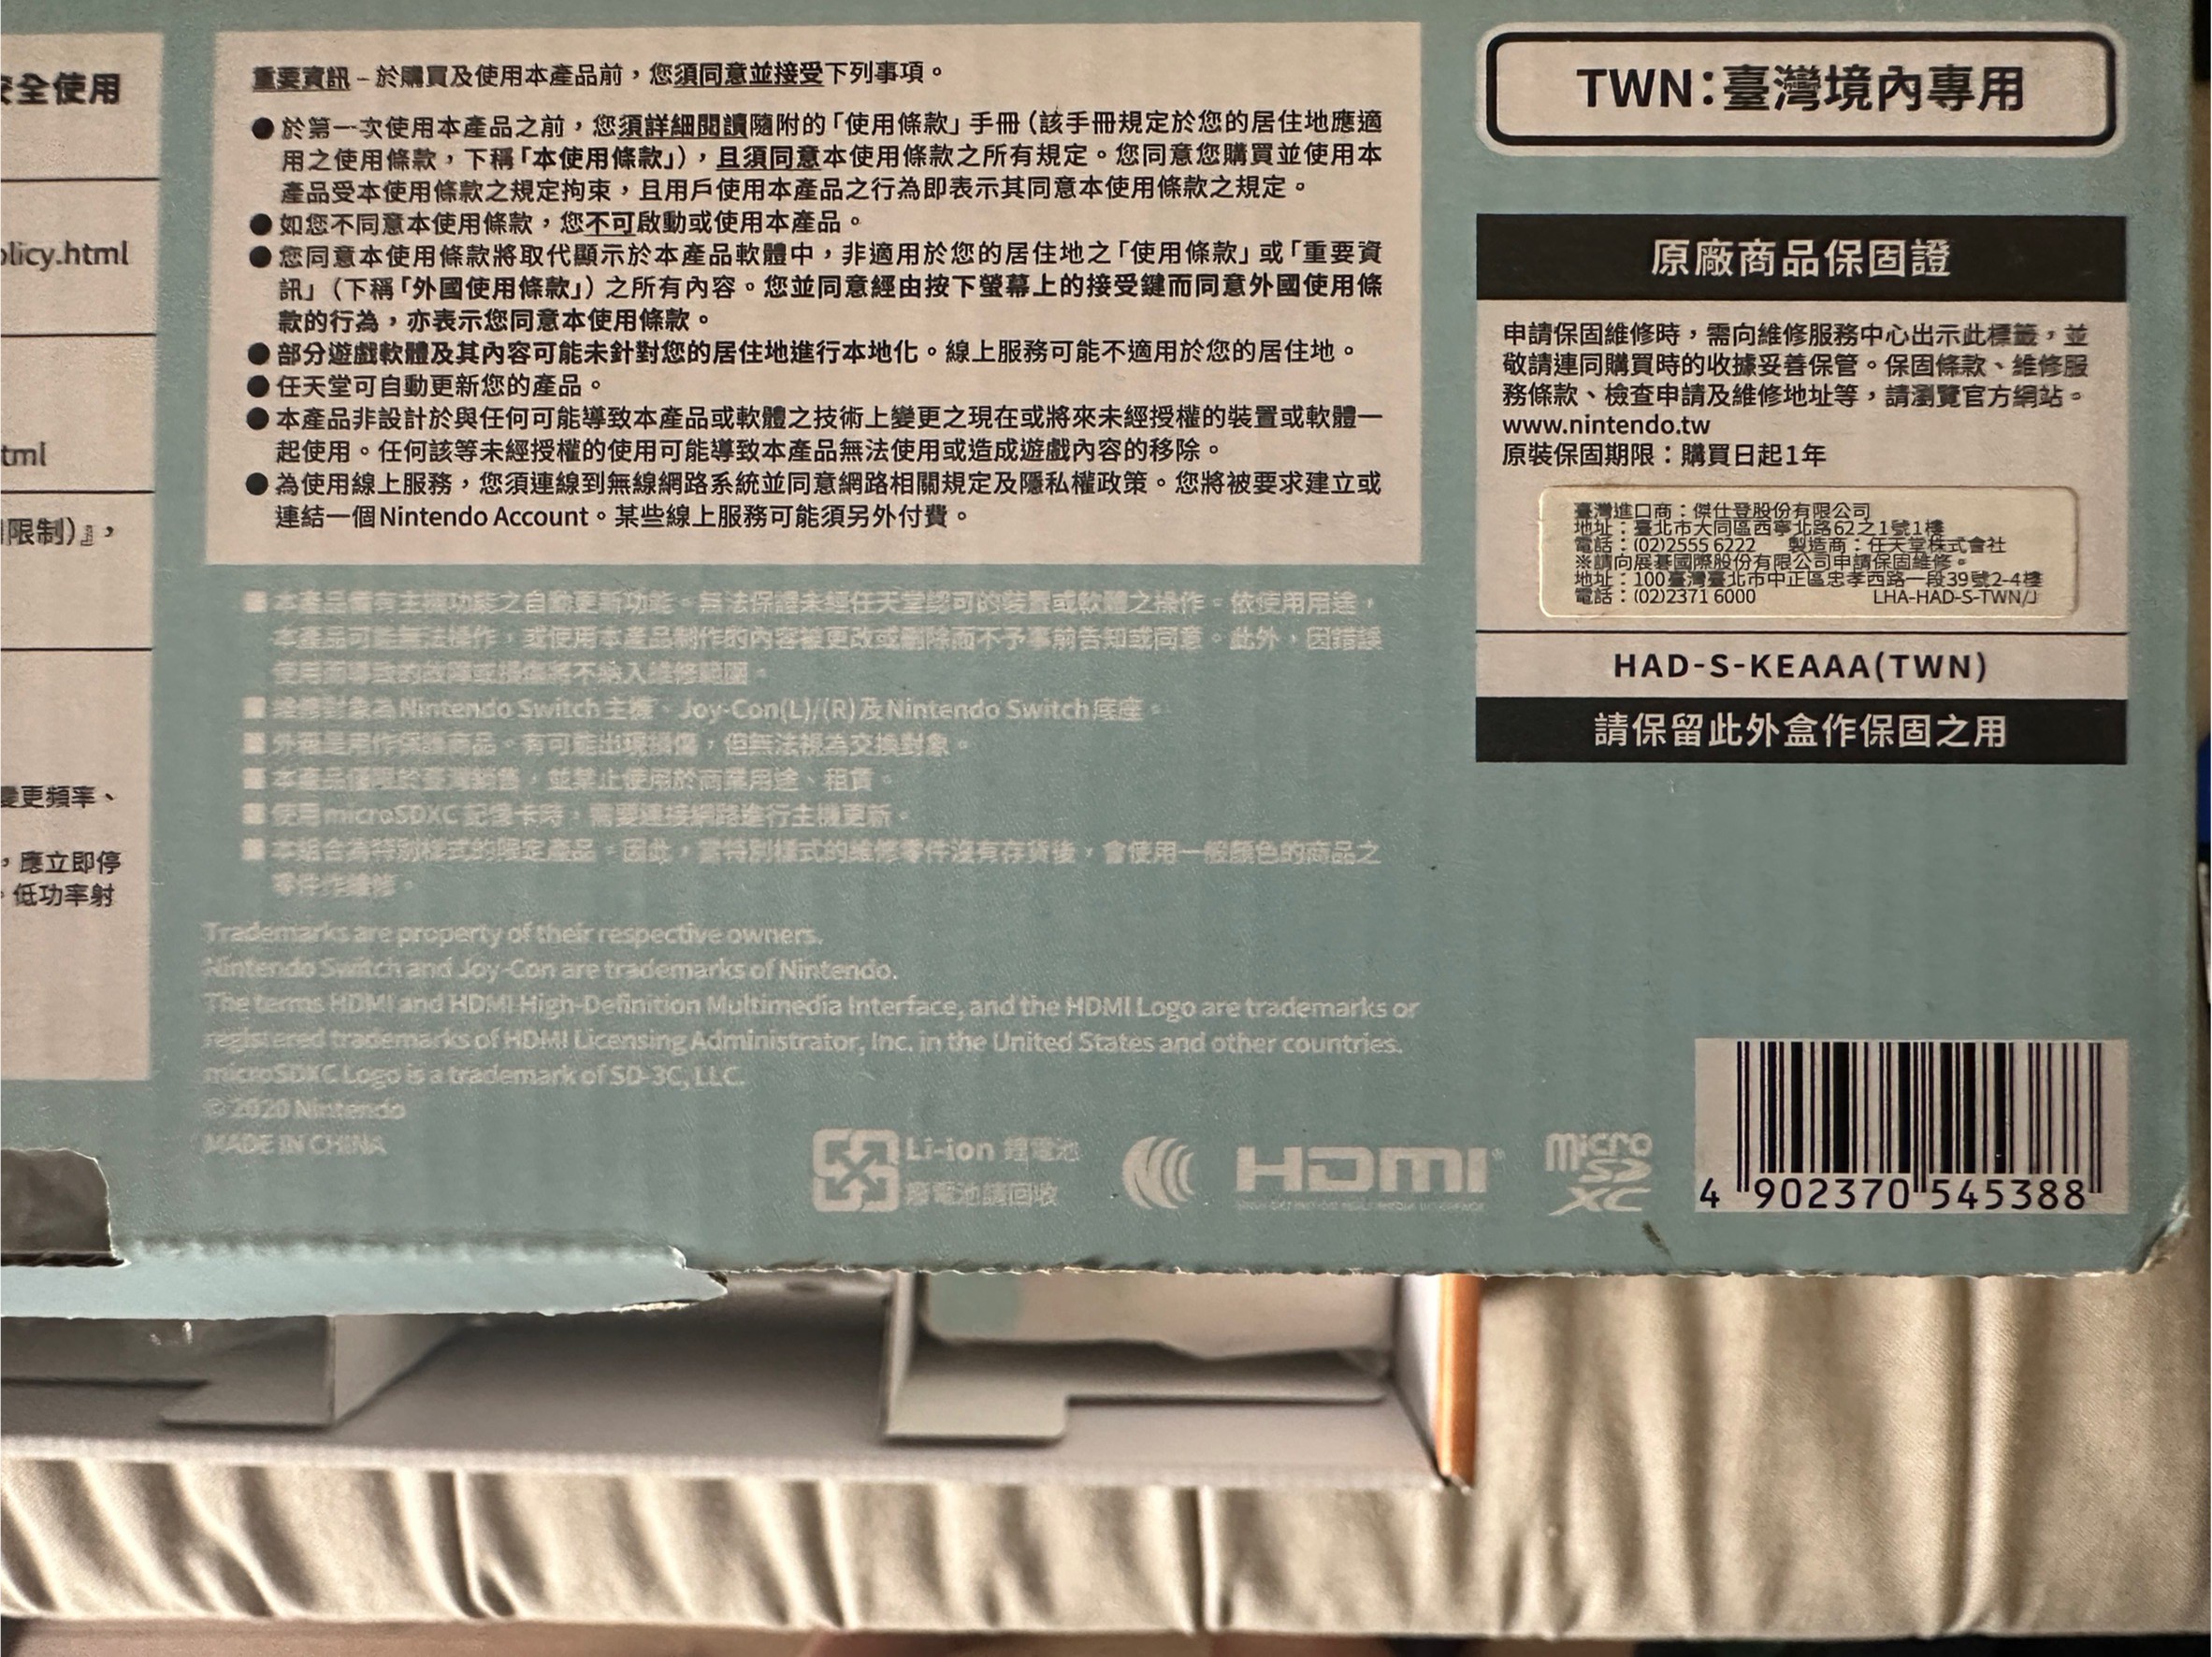 安全使用
olicy.html
tml
限制)』，
變更頻率、
，應立即停
。低功率射
重要資訊 – 於購買及使用本產品前，您須同意並接受下列事項。
●於第一次使用本產品之前，您須詳細閱讀隨附的「使用條款」手冊（該手冊規定於您的居住地應適
用之使用條款，下稱「本使用條款」），且須同意本使用條款之所有規定。您同意您購買並使用本
產品受本使用條款之規定拘束，且用戶使用本產品之行為即表示其同意本使用條款之規定。
●如您不同意本使用條款，您不可啟動或使用本產品。
●您同意本使用條款將取代顯示於本產品軟體中，非適用於您的居住地之「使用條款」或「重要資
訊」（下稱「外國使用條款」）之所有內容。您並同意經由按下螢幕上的接受鍵而同意外國使用條
款的行為，亦表示您同意本使用條款。
●部分遊戲軟體及其內容可能未針對您的居住地進行本地化。線上服務可能不適用於您的居住地。
●任天堂可自動更新您的產品。
●本產品非設計於與任何可能導致本產品或軟體之技術上變更之現在或將來未經授權的裝置或軟體一
起使用。任何該等未經授權的使用可能導致本產品無法使用或造成遊戲內容的移除。
●為使用線上服務，您須連線到無線網路系統並同意網路相關規定及隱私權政策。您將被要求建立或
連結一個Nintendo Account。某些線上服務可能須另外付費。
■本產品備有主機功能之自動更新功能。無法保證未經任天堂認可的裝置或軟體之操作。依使用用途，
本產品可能無法操作，或使用本產品制作的內容被更改或刪除而不予事前告知或同意。此外，因錯誤
使用而導致的故障或損傷將不納入維修範圍。
■維修對象為Nintendo Switch主機、Joy-Con(L)/(R)及Nintendo Switch底座。
■外箱是用作保護商品。有可能出現損傷，但無法視為交換對象。
■本產品僅限於臺灣銷售，並禁止使用於商業用途、租賃。
■使用microSDXC記憶卡時，需要連接網路進行主機更新。
■本組合為特別樣式的限定產品。因此，當特別樣式的維修零件沒有存貨後，會使用一般顏色的商品之
零件作維修。
Trademarks are property of their respective owners.
Nintendo Switch and Joy-Con are trademarks of Nintendo.
The terms HDMI and HDMI High-Definition Multimedia Interface, and the HDMI Logo are trademarks or
registered trademarks of HDMI Licensing Administrator, Inc. in the United States and other countries.
microSDXC Logo is a trademark of SD-3C, LLC.
© 2020 Nintendo
MADE IN CHINA
Li-ion 鋰電池
廢電池請回收
HDMI®
HIGH-DEFINITION MULTIMEDIA INTERFACE
micro
SD
XC
TWN：臺灣境內專用
原廠商品保固證
申請保固維修時，需向維修服務中心出示此標籤，並
敬請連同購買時的收據妥善保管。保固條款、維修服
務條款、檢查申請及維修地址等，請瀏覽官方網站。
www.nintendo.tw
原裝保固期限：購買日起1年
臺灣進口商：傑仕登股份有限公司
地址：臺北市大同區西寧北路62之1號1樓
電話：(02)2555 6222 製造商：任天堂株式會社
※請向展碁國際股份有限公司申請保固維修。
地址：100臺灣臺北市中正區忠孝西路一段39號2-4樓
電話：(02)2371 6000 LHA-HAD-S-TWN/J
HAD-S-KEAAA(TWN)
請保留此外盒作保固之用
4 902370 545388